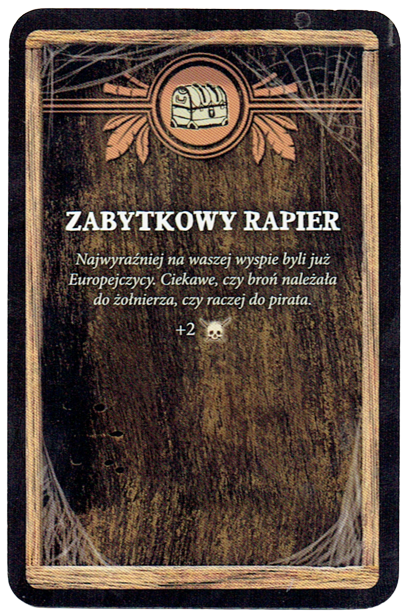 ZABYTKOWY RAPIER
Najwyraźniej na waszej wyspie byli już
Europejczycy. Ciekawe, czy broń należała
do żołnierza, czy raczej do pirata.
+2